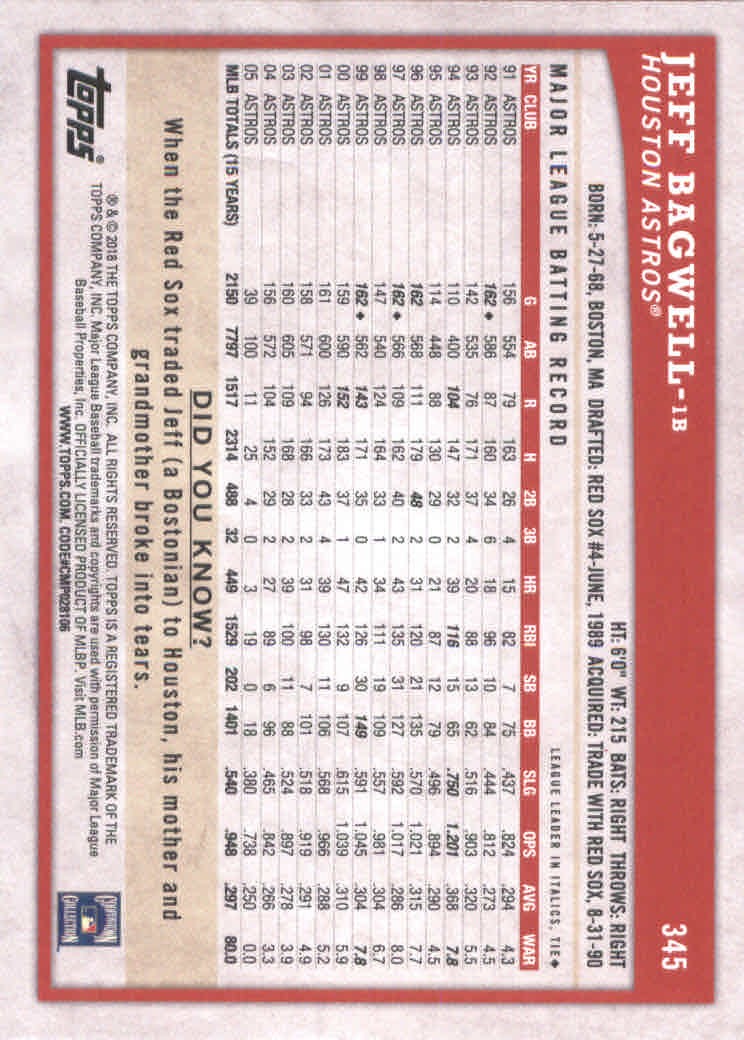 345
JEFF BAGWELL-1B
HOUSTON ASTROS®
HT: 6'0" WT: 215 BATS: RIGHT THROWS: RIGHT
BORN: 5-27-68, BOSTON, MA DRAFTED: RED SOX #4-JUNE, 1989 ACQUIRED: TRADE WITH RED SOX, 8-31-90
MAJOR LEAGUE BATTING RECORD LEAGUE LEADER IN ITALICS, TIE◆
YR CLUB G AB R H 2B 3B HR RBI SB BB SLG OPS AVG WAR
91 ASTROS 156 554 79 163 26 4 15 82 7 75 .437 .824 .294 4.3
92 ASTROS 162◆ 586 87 160 34 6 18 96 10 84 .444 .812 .273 4.5
93 ASTROS 142 535 76 171 37 4 20 88 13 62 .516 .903 .320 5.5
94 ASTROS 110 400 104 147 32 2 39 116 15 65 .750 1.201 .368 7.8
95 ASTROS 114 448 88 130 29 0 21 87 12 79 .496 .894 .290 4.5
96 ASTROS 162 568 111 179 48 2 31 120 21 135 .570 1.021 .315 7.7
97 ASTROS 162◆ 566 109 162 40 2 43 135 31 127 .592 1.017 .286 8.0
98 ASTROS 147 540 124 164 33 1 34 111 19 109 .557 .981 .304 6.7
99 ASTROS 162◆ 562 143 171 35 0 42 126 30 149 .591 1.045 .304 7.8
00 ASTROS 159 590 152 183 37 1 47 132 9 107 .615 1.039 .310 5.9
01 ASTROS 161 600 126 173 43 4 39 130 11 106 .568 .966 .288 5.2
02 ASTROS 158 571 94 166 33 2 31 98 7 101 .518 .919 .291 4.9
03 ASTROS 160 605 109 168 28 2 39 100 11 88 .524 .897 .278 3.9
04 ASTROS 156 572 104 152 29 2 27 89 6 96 .465 .842 .266 3.3
05 ASTROS 39 100 11 25 4 0 3 19 0 18 .380 .738 .250 0.0
MLB TOTALS (15 YEARS) 2150 7797 1517 2314 488 32 449 1529 202 1401 .540 .948 .297 80.0
DID YOU KNOW?
When the Red Sox traded Jeff (a Bostonian) to Houston, his mother and
grandmother broke into tears.
topps®
®& © 2018 THE TOPPS COMPANY, INC. ALL RIGHTS RESERVED. TOPPS IS A REGISTERED TRADEMARK OF THE
TOPPS COMPANY, INC. Major League Baseball trademarks and copyrights are used with permission of Major League
Baseball Properties, Inc. OFFICIALLY LICENSED PRODUCT OF MLBP. Visit MLB.com
WWW.TOPPS.COM. CODE#CMP028106
COOPERSTOWN
COLLECTION